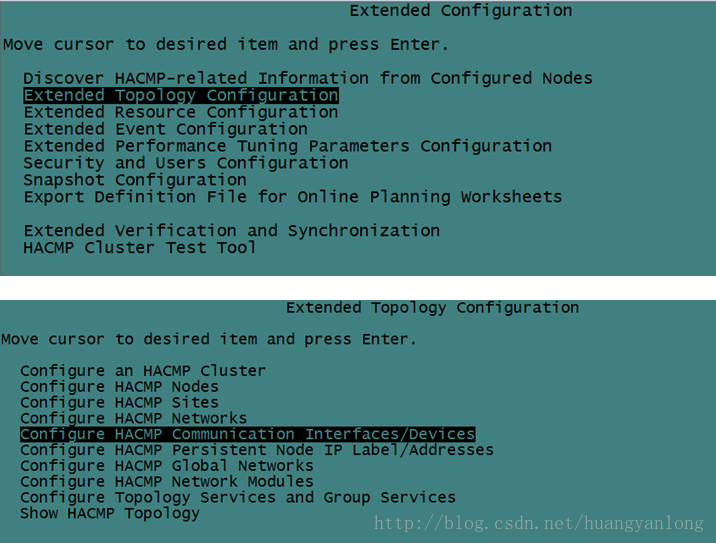 Extended Configuration
Move cursor to desired item and press Enter.
Discover HACMP-related Information from Configured Nodes
Extended Topology Configuration
Extended Resource Configuration
Extended Event Configuration
Extended Performance Tuning Parameters Configuration
Security and Users Configuration
Snapshot Configuration
Export Definition File for Online Planning Worksheets
Extended Verification and Synchronization
HACMP Cluster Test Tool
Extended Topology Configuration
Move cursor to desired item and press Enter.
Configure an HACMP Cluster
Configure HACMP Nodes
Configure HACMP Sites
Configure HACMP Networks
Configure HACMP Communication Interfaces/Devices
Configure HACMP Persistent Node IP Label/Addresses
Configure HACMP Global Networks
Configure HACMP Network Modules
Configure Topology Services and Group Services
Show HACMP Topology
http://blog.csdn.net/huangyanlong